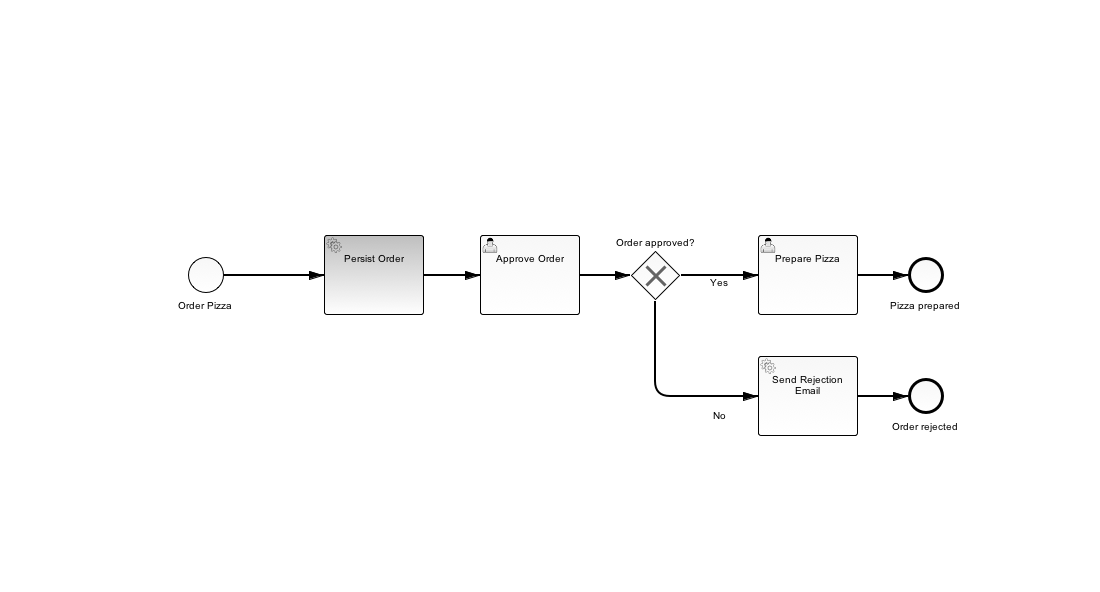 Order Pizza
Persist Order
Approve Order
Order approved?
Yes
Prepare Pizza
Pizza prepared
No
Send Rejection
Email
Order rejected